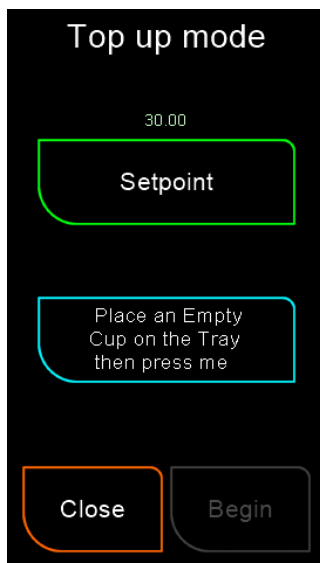 Top up mode
30.00
Setpoint
Place an Empty
Cup on the Tray
then press me
Close
Begin